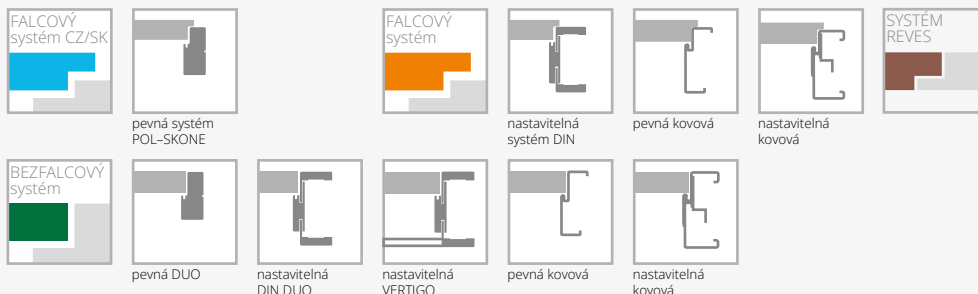 FALCOVÝ
systém CZ/SK
pevná systém
POL–SKONE
FALCOVÝ
systém
nastavitelná
systém DIN
pevná kovová
nastavitelná
kovová
SYSTÉM
REVES
BEZFALCOVÝ
systém
pevná DUO
nastavitelná
DIN DUO
nastavitelná
VERTIGO
pevná kovová
nastavitelná
kovová